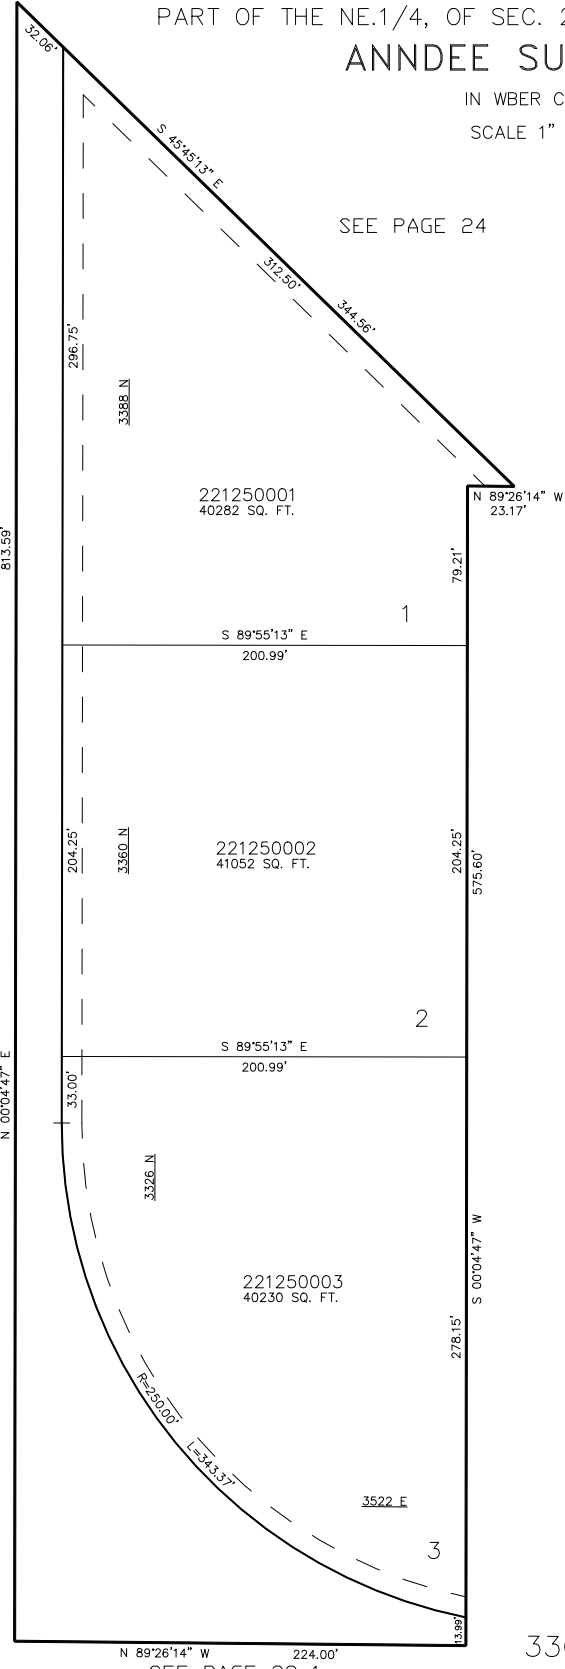 PART OF THE NE.1/4, OF SEC. 2
ANNDEE SU
IN WBER C
SCALE 1"
32.06'
S 45°45'13" E
SEE PAGE 24
312.50'
344.56'
296.75'
3388 N
221250001
40282 SQ. FT.
N 89°26'14" W
23.17'
813.59'
79.21'
1
S 89°55'13" E
200.99'
204.25'
3360 N
221250002
41052 SQ. FT.
204.25'
575.60'
2
S 89°55'13" E
200.99'
33.00'
N 00°04'47" E
3326 N
S 00°04'47" W
221250003
40230 SQ. FT.
278.15'
R=250.00'
L=343.37'
3522 E
3
13.99'
N 89°26'14" W
224.00'